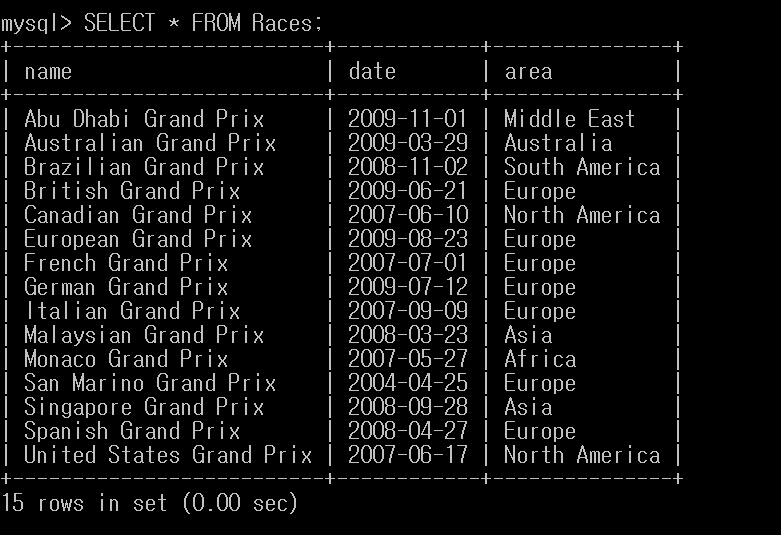 mysql> SELECT * FROM Races;
+--------------------------+------------+---------------+
| name                     | date       | area          |
+--------------------------+------------+---------------+
| Abu Dhabi Grand Prix     | 2009-11-01 | Middle East   |
| Australian Grand Prix    | 2009-03-29 | Australia     |
| Brazilian Grand Prix     | 2008-11-02 | South America |
| British Grand Prix       | 2009-06-21 | Europe        |
| Canadian Grand Prix      | 2007-06-10 | North America |
| European Grand Prix      | 2009-08-23 | Europe        |
| French Grand Prix        | 2007-07-01 | Europe        |
| German Grand Prix        | 2009-07-12 | Europe        |
| Italian Grand Prix       | 2007-09-09 | Europe        |
| Malaysian Grand Prix     | 2008-03-23 | Asia          |
| Monaco Grand Prix        | 2007-05-27 | Africa        |
| San Marino Grand Prix    | 2004-04-25 | Europe        |
| Singapore Grand Prix     | 2008-09-28 | Asia          |
| Spanish Grand Prix       | 2008-04-27 | Europe        |
| United States Grand Prix | 2007-06-17 | North America |
+--------------------------+------------+---------------+
15 rows in set (0.00 sec)